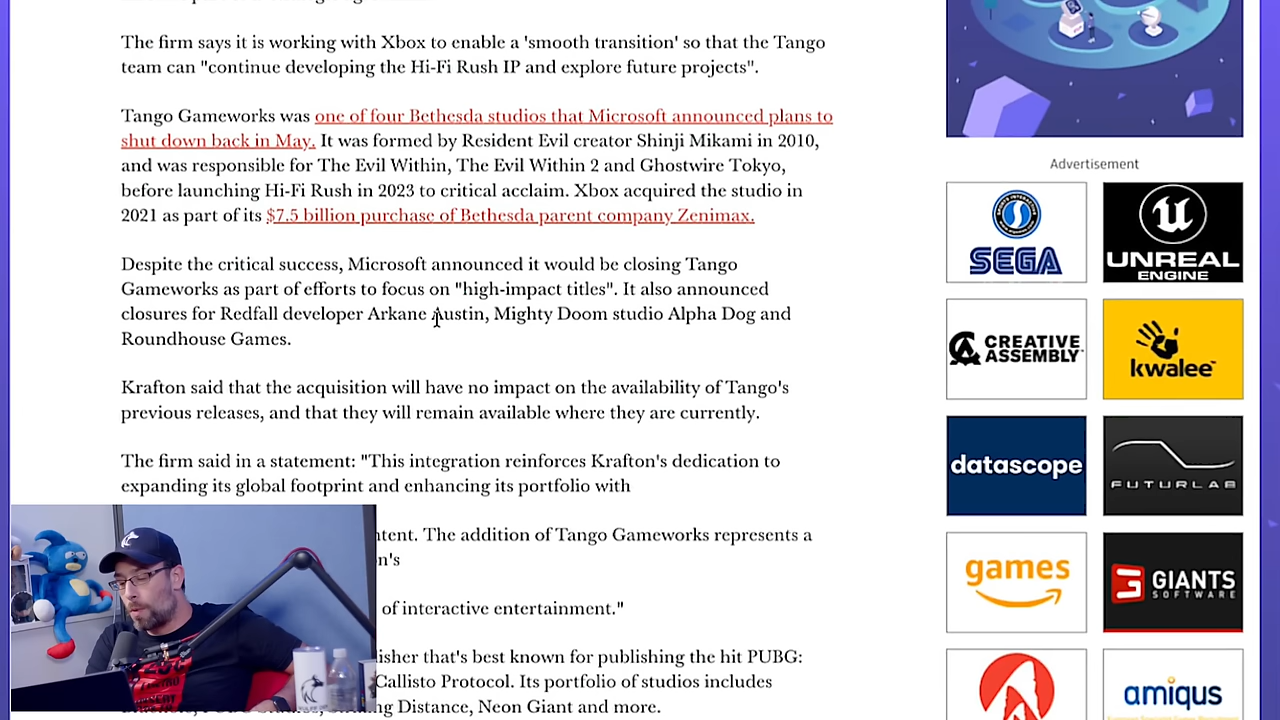 The firm says it is working with Xbox to enable a 'smooth transition' so that the Tango
team can "continue developing the Hi-Fi Rush IP and explore future projects".
Tango Gameworks was one of four Bethesda studios that Microsoft announced plans to
shut down back in May. It was formed by Resident Evil creator Shinji Mikami in 2010,
and was responsible for The Evil Within, The Evil Within 2 and Ghostwire Tokyo,
before launching Hi-Fi Rush in 2023 to critical acclaim. Xbox acquired the studio in
2021 as part of its $7.5 billion purchase of Bethesda parent company Zenimax.
Despite the critical success, Microsoft announced it would be closing Tango
Gameworks as part of efforts to focus on "high-impact titles". It also announced
closures for Redfall developer Arkane Austin, Mighty Doom studio Alpha Dog and
Roundhouse Games.
Krafton said that the acquisition will have no impact on the availability of Tango's
previous releases, and that they will remain available where they are currently.
The firm said in a statement: "This integration reinforces Krafton's dedication to
expanding its global footprint and enhancing its portfolio with
ntent. The addition of Tango Gameworks represents a
n's
of interactive entertainment."
isher that's best known for publishing the hit PUBG:
Callisto Protocol. Its portfolio of studios includes
ng Distance, Neon Giant and more.
Advertisement
SEGA
UNREAL
ENGINE
CREATIVE
ASSEMBLY
kwalee
datascope
FUTURLAB
games
GIANTS
SOFTWARE
amiqus